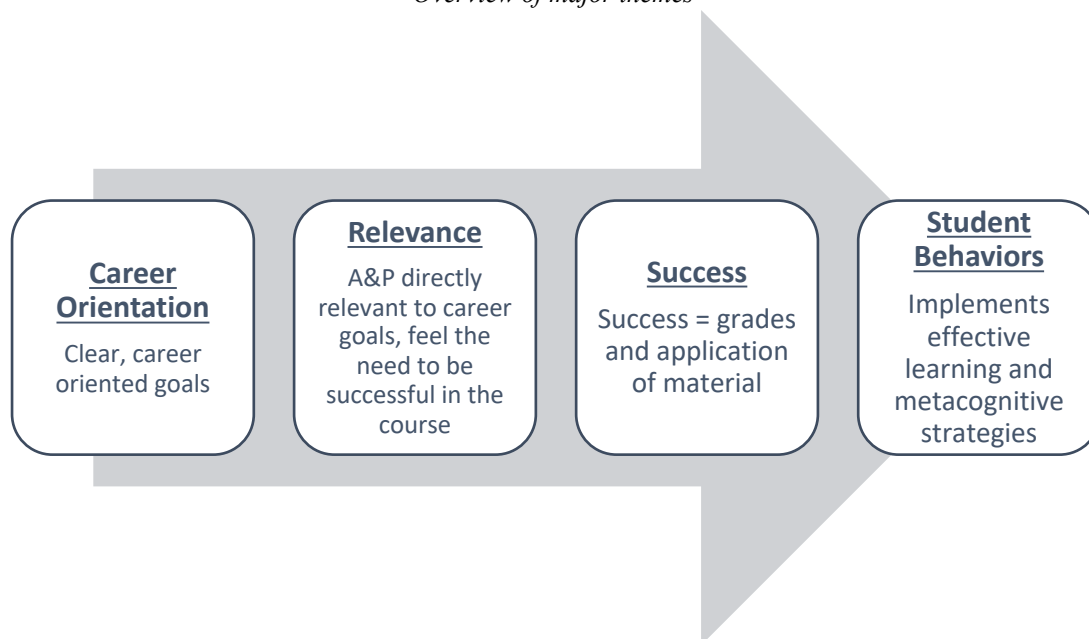 Overview of major themes
Career
Orientation
Clear, career
oriented goals
Relevance
A&P directly
relevant to career
goals, feel the
need to be
successful in the
course
Success
Success = grades
and application
of material
Student
Behaviors
Implements
effective
learning and
metacognitive
strategies